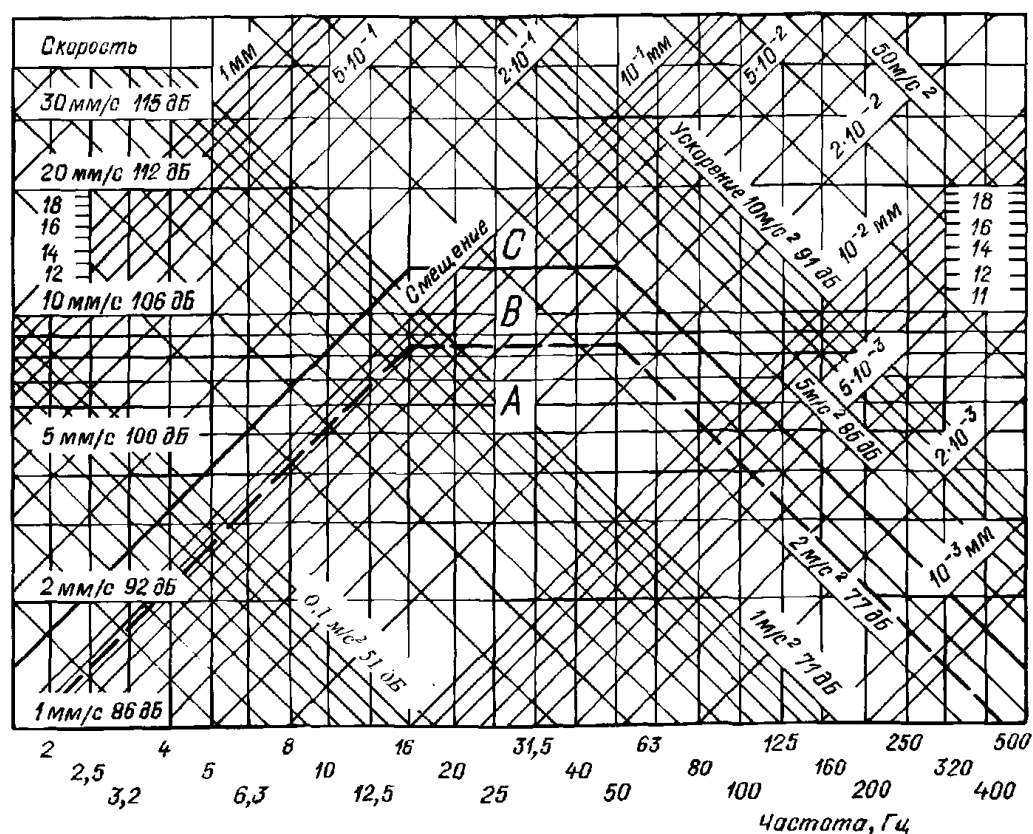 Скорость
30 мм/с 115 дБ
20 мм/с 112 дБ
18
16
14
12
10 мм/с 106 дБ
5 мм/с 100 дБ
2 мм/с 92 дБ
1 мм/с 86 дБ
1 мм
5·10⁻¹
2·10⁻¹
10⁻¹ мм
5·10⁻²
50 м/с²
2·10⁻²
Ускорение 10 м/с² 91 дБ
10⁻² мм
18
16
14
12
11
Смещение
C
B
A
5·10⁻³
5 м/с² 85 дБ
2·10⁻³
10⁻³ мм
2 м/с² 77 дБ
1 м/с² 71 дБ
0,1 м/с² 51 дБ
2 4 8 16 31,5 63 125 250 500
2,5 5 10 20 40 80 160 320
3,2 6,3 12,5 25 50 100 200 400
Частота, Гц